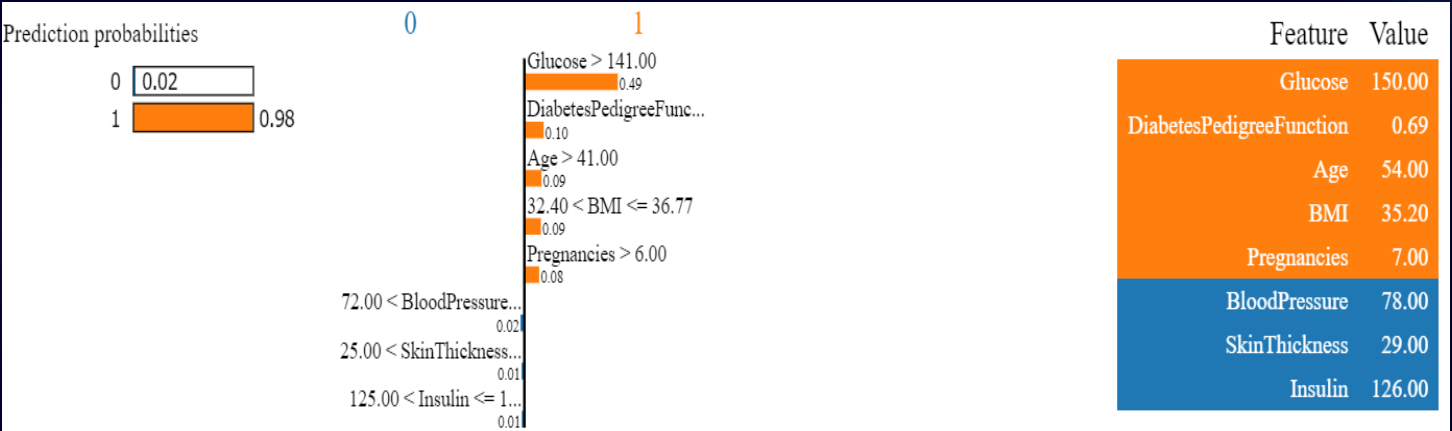 Prediction probabilities
0 0.02
1 0.98
0 1
Glucose > 141.00
0.49
DiabetesPedigreeFunc...
0.10
Age > 41.00
0.09
32.40 < BMI <= 36.77
0.09
Pregnancies > 6.00
0.08
72.00 < BloodPressure...
0.02
25.00 < SkinThickness...
0.01
125.00 < Insulin <= 1...
0.01
Feature Value
Glucose 150.00
DiabetesPedigreeFunction 0.69
Age 54.00
BMI 35.20
Pregnancies 7.00
BloodPressure 78.00
SkinThickness 29.00
Insulin 126.00